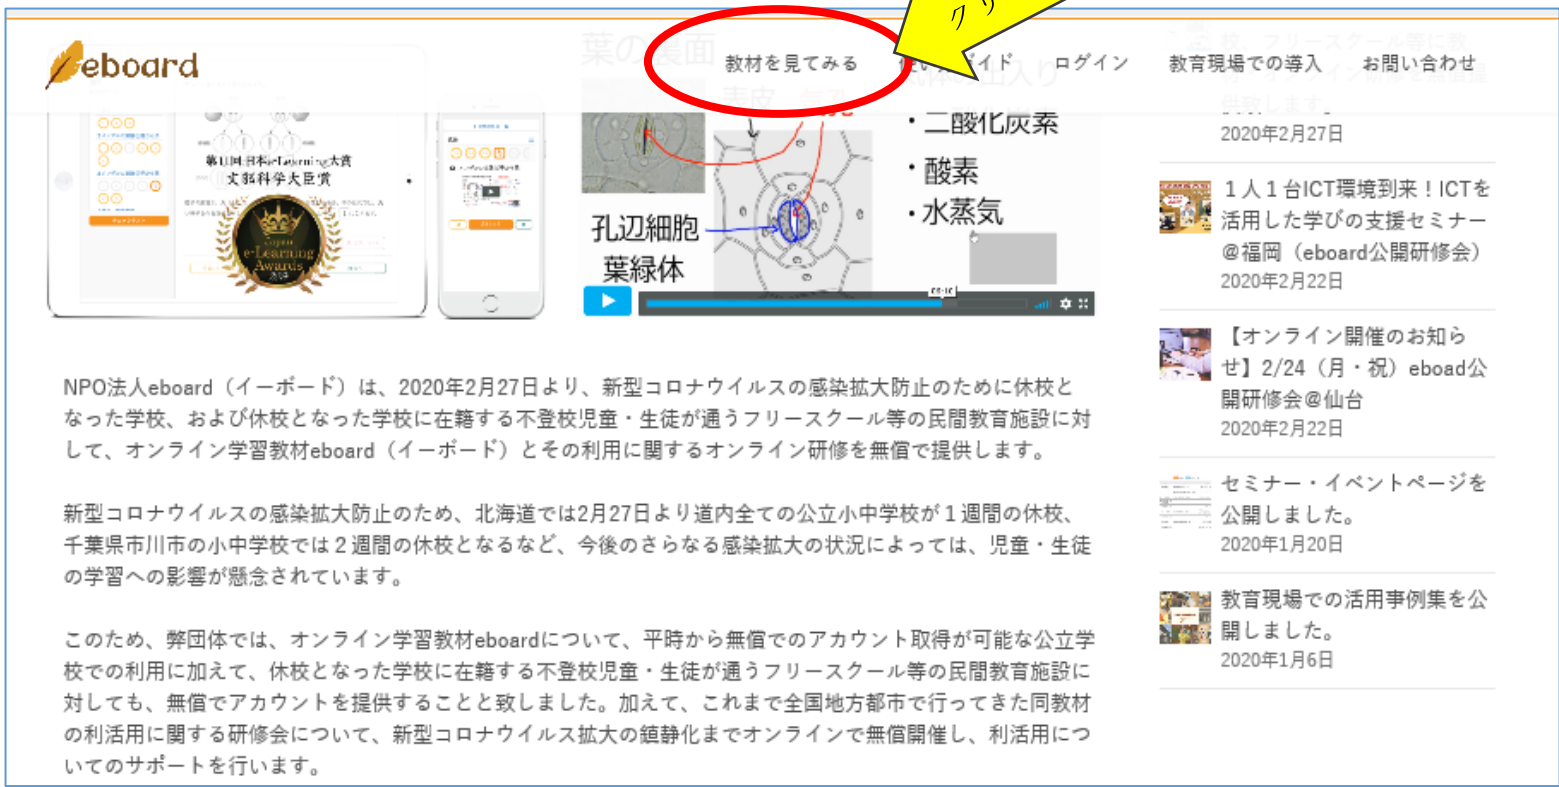 クリ
eboard
教材を見てみる
ガイド
ログイン
教育現場での導入
お問い合わせ
葉の裏面
表皮
気孔
・二酸化炭素
・酸素
・水蒸気
孔辺細胞
葉緑体
第11回 日本e-Learning大賞
文部科学大臣賞
Japan
e-Learning
Awards
NPO法人eboard（イーボード）は、2020年2月27日より、新型コロナウイルスの感染拡大防止のために休校と
なった学校、および休校となった学校に在籍する不登校児童・生徒が通うフリースクール等の民間教育施設に対
して、オンライン学習教材eboard（イーボード）とその利用に関するオンライン研修を無償で提供します。
新型コロナウイルスの感染拡大防止のため、北海道では2月27日より道内全ての公立小中学校が１週間の休校、
千葉県市川市の小中学校では２週間の休校となるなど、今後のさらなる感染拡大の状況によっては、児童・生徒
の学習への影響が懸念されています。
このため、弊団体では、オンライン学習教材eboardについて、平時から無償でのアカウント取得が可能な公立学
校での利用に加えて、休校となった学校に在籍する不登校児童・生徒が通うフリースクール等の民間教育施設に
対しても、無償でアカウントを提供することと致しました。加えて、これまで全国地方都市で行ってきた同教材
の利活用に関する研修会について、新型コロナウイルス拡大の鎮静化までオンラインで無償開催し、利活用につ
いてのサポートを行います。
校、フリースクール等に教
供致します。
2020年2月27日
１人１台ICT環境到来！ICTを
活用した学びの支援セミナー
＠福岡（eboard公開研修会）
2020年2月22日
【オンライン開催のお知ら
せ】2/24（月・祝）eboad公
開研修会＠仙台
2020年2月22日
セミナー・イベントページを
公開しました。
2020年1月20日
教育現場での活用事例集を公
開しました。
2020年1月6日